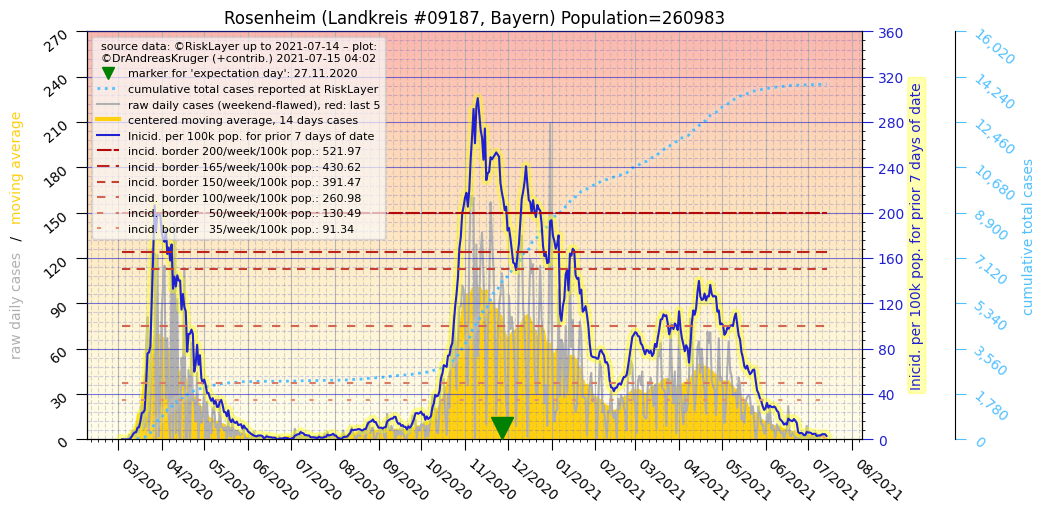 Rosenheim (Landkreis #09187, Bayern) Population=260983
source data: ©RiskLayer up to 2021-07-14 – plot:
©DrAndreasKruger (+contrib.) 2021-07-15 04:02
marker for 'expectation day': 27.11.2020
cumulative total cases reported at RiskLayer
raw daily cases (weekend-flawed), red: last 5
centered moving average, 14 days cases
Inicid. per 100k pop. for prior 7 days of date
incid. border 200/week/100k pop.: 521.97
incid. border 165/week/100k pop.: 430.62
incid. border 150/week/100k pop.: 391.47
incid. border 100/week/100k pop.: 260.98
incid. border 50/week/100k pop.: 130.49
incid. border 35/week/100k pop.: 91.34
raw daily cases / moving average
270
240
210
180
150
120
90
60
30
0
360
320
280
240
200
160
120
80
40
0
Inicid. per 100k pop. for prior 7 days of date
16,020
14,240
12,460
10,680
8,900
7,120
5,340
3,560
1,780
0
cumulative total cases
03/2020
04/2020
05/2020
06/2020
07/2020
08/2020
09/2020
10/2020
11/2020
12/2020
01/2021
02/2021
03/2021
04/2021
05/2021
06/2021
07/2021
08/2021